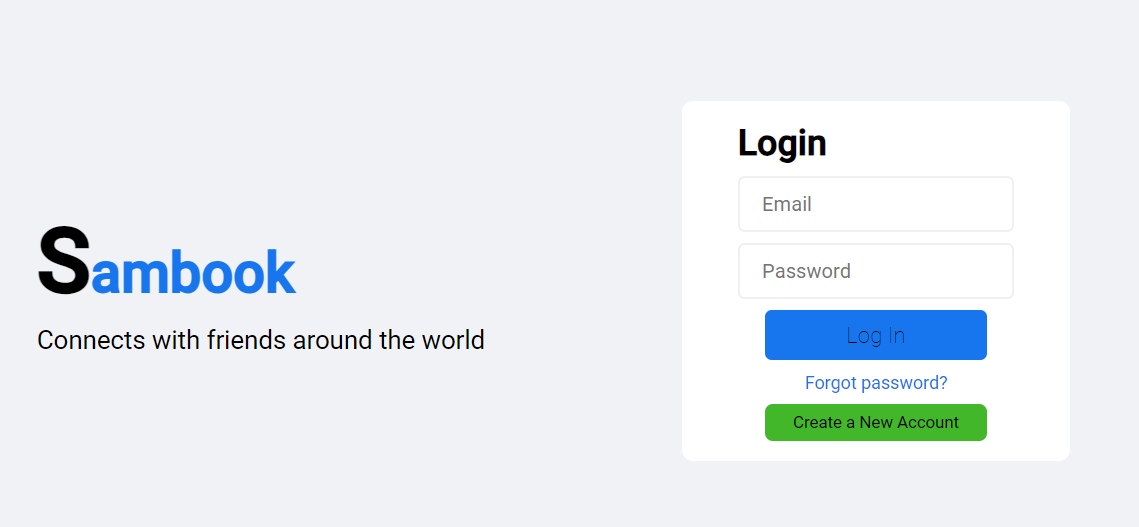 Sambook
Connects with friends around the world
Login
Email
Password
Log In
Forgot password?
Create a New Account